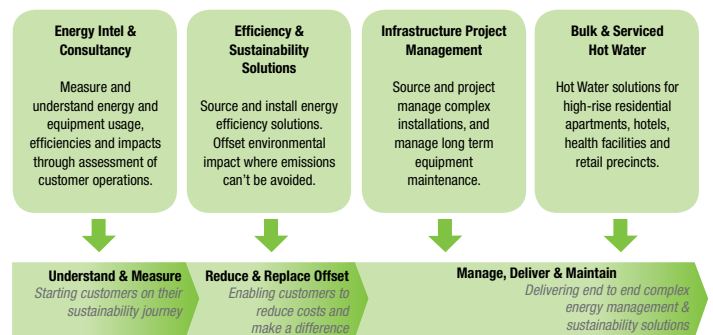 Energy Intel &
Consultancy
Measure and
understand energy and
equipment usage,
efficiencies and impacts
through assessment of
customer operations.
Efficiency &
Sustainability
Solutions
Source and install energy
efficiency solutions.
Offset environmental
impact where emissions
can't be avoided.
Infrastructure Project
Management
Source and project
manage complex
installations, and
manage long term
equipment
maintenance.
Bulk & Serviced
Hot Water
Hot Water solutions for
high-rise residential
apartments, hotels,
health facilities and
retail precincts.
Understand & Measure
Starting customers on their
sustainability journey
Reduce & Replace Offset
Enabling customers to
reduce costs and
make a difference
Manage, Deliver & Maintain
Delivering end to end complex
energy management &
sustainability solutions